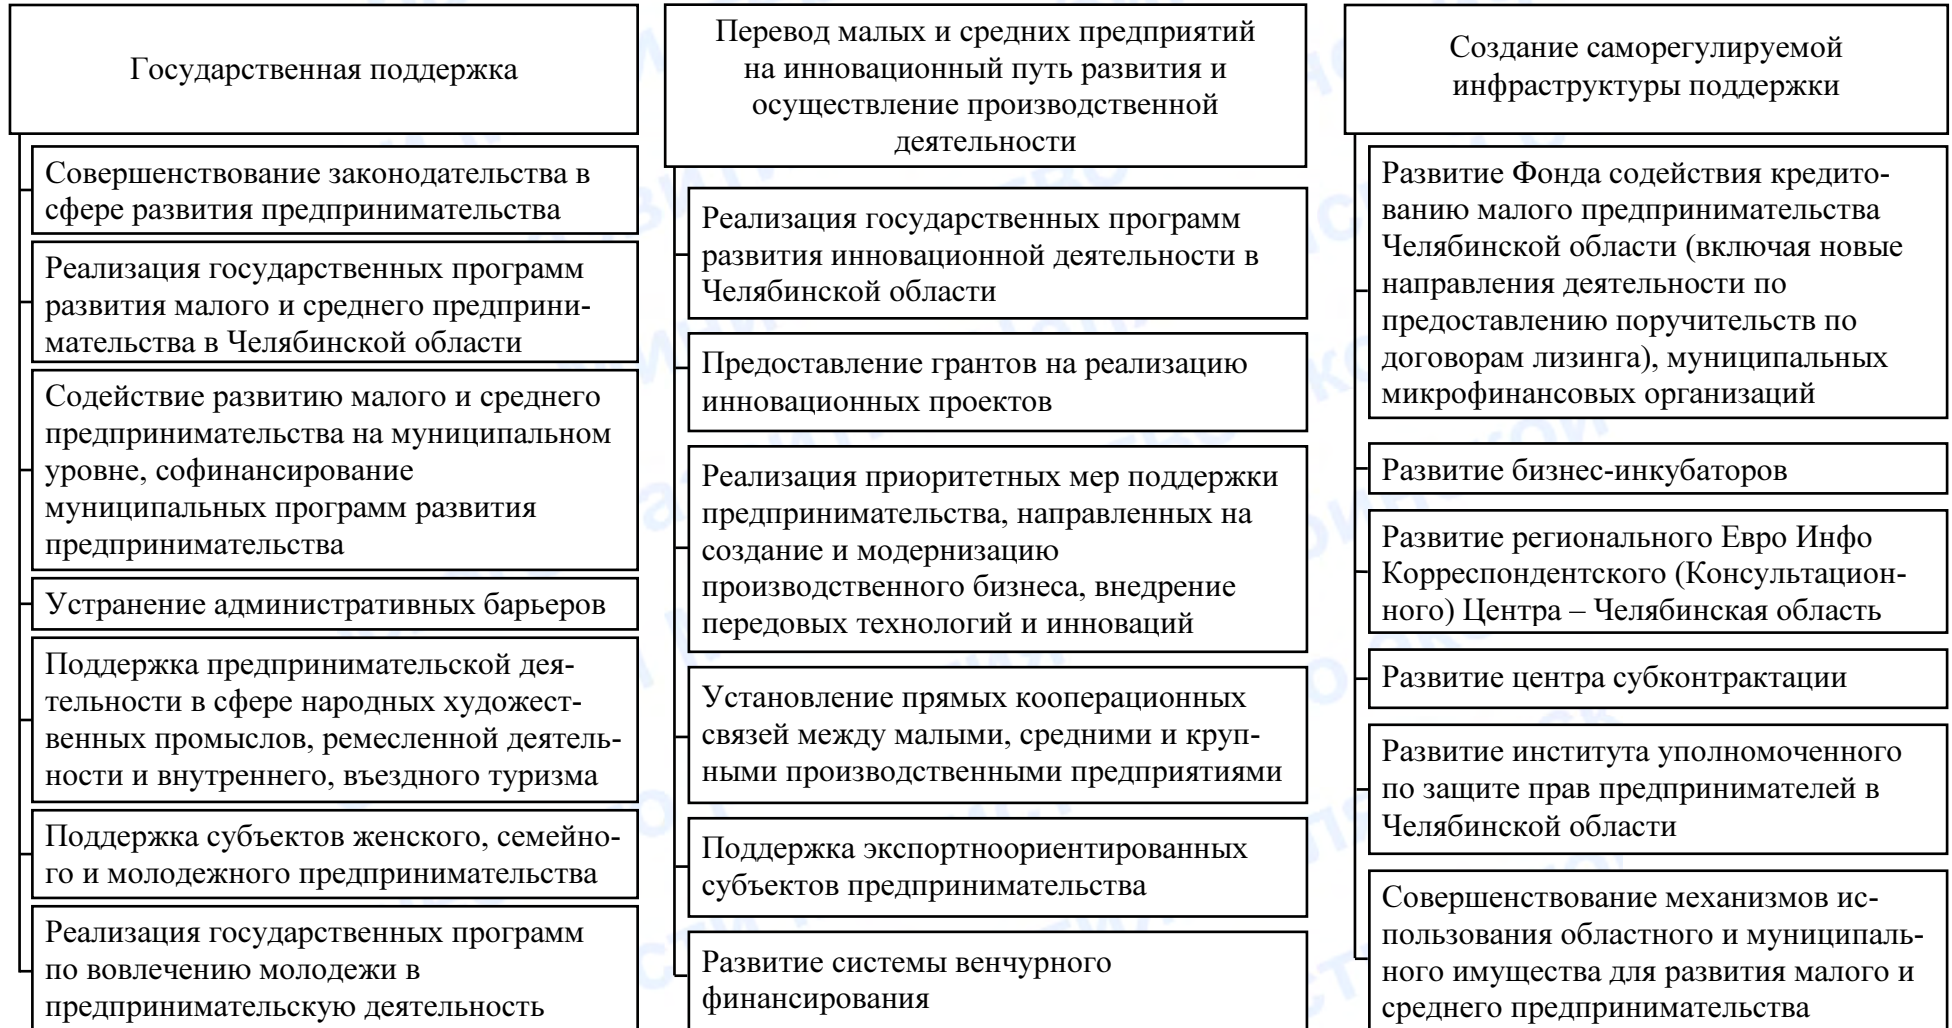 Государственная поддержка
Совершенствование законодательства в
сфере развития предпринимательства
Реализация государственных программ
развития малого и среднего предприни-
мательства в Челябинской области
Содействие развитию малого и среднего
предпринимательства на муниципальном
уровне, софинансирование
муниципальных программ развития
предпринимательства
Устранение административных барьеров
Поддержка предпринимательской дея-
тельности в сфере народных художест-
венных промыслов, ремесленной деятель-
ности и внутреннего, въездного туризма
Поддержка субъектов женского, семейно-
го и молодежного предпринимательства
Реализация государственных программ
по вовлечению молодежи в
предпринимательскую деятельность
Перевод малых и средних предприятий
на инновационный путь развития и
осуществление производственной
деятельности
Реализация государственных программ
развития инновационной деятельности в
Челябинской области
Предоставление грантов на реализацию
инновационных проектов
Реализация приоритетных мер поддержки
предпринимательства, направленных на
создание и модернизацию
производственного бизнеса, внедрение
передовых технологий и инноваций
Установление прямых кооперационных
связей между малыми, средними и круп-
ными производственными предприятиями
Поддержка экспортноориентированных
субъектов предпринимательства
Развитие системы венчурного
финансирования
Создание саморегулируемой
инфраструктуры поддержки
Развитие Фонда содействия кредито-
ванию малого предпринимательства
Челябинской области (включая новые
направления деятельности по
предоставлению поручительств по
договорам лизинга), муниципальных
микрофинансовых организаций
Развитие бизнес-инкубаторов
Развитие регионального Евро Инфо
Корреспондентского (Консультацион-
ного) Центра – Челябинская область
Развитие центра субконтрактации
Развитие института уполномоченного
по защите прав предпринимателей в
Челябинской области
Совершенствование механизмов ис-
пользования областного и муниципаль-
ного имущества для развития малого и
среднего предпринимательства